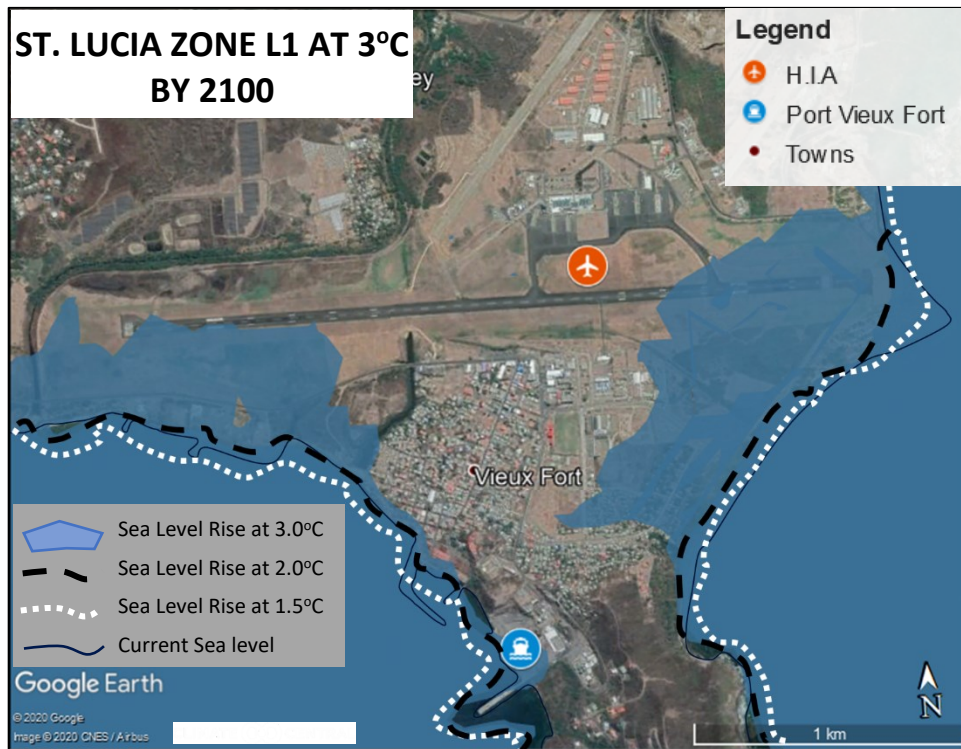 ST. LUCIA ZONE L1 AT 3°C
BY 2100
ey
Legend
H.I.A
Port Vieux Fort
Towns
Vieux Fort
Sea Level Rise at 3.0°C
Sea Level Rise at 2.0°C
Sea Level Rise at 1.5°C
Current Sea level
Google Earth
© 2020 Google
Image © 2020 CNES / Airbus
N
1 km